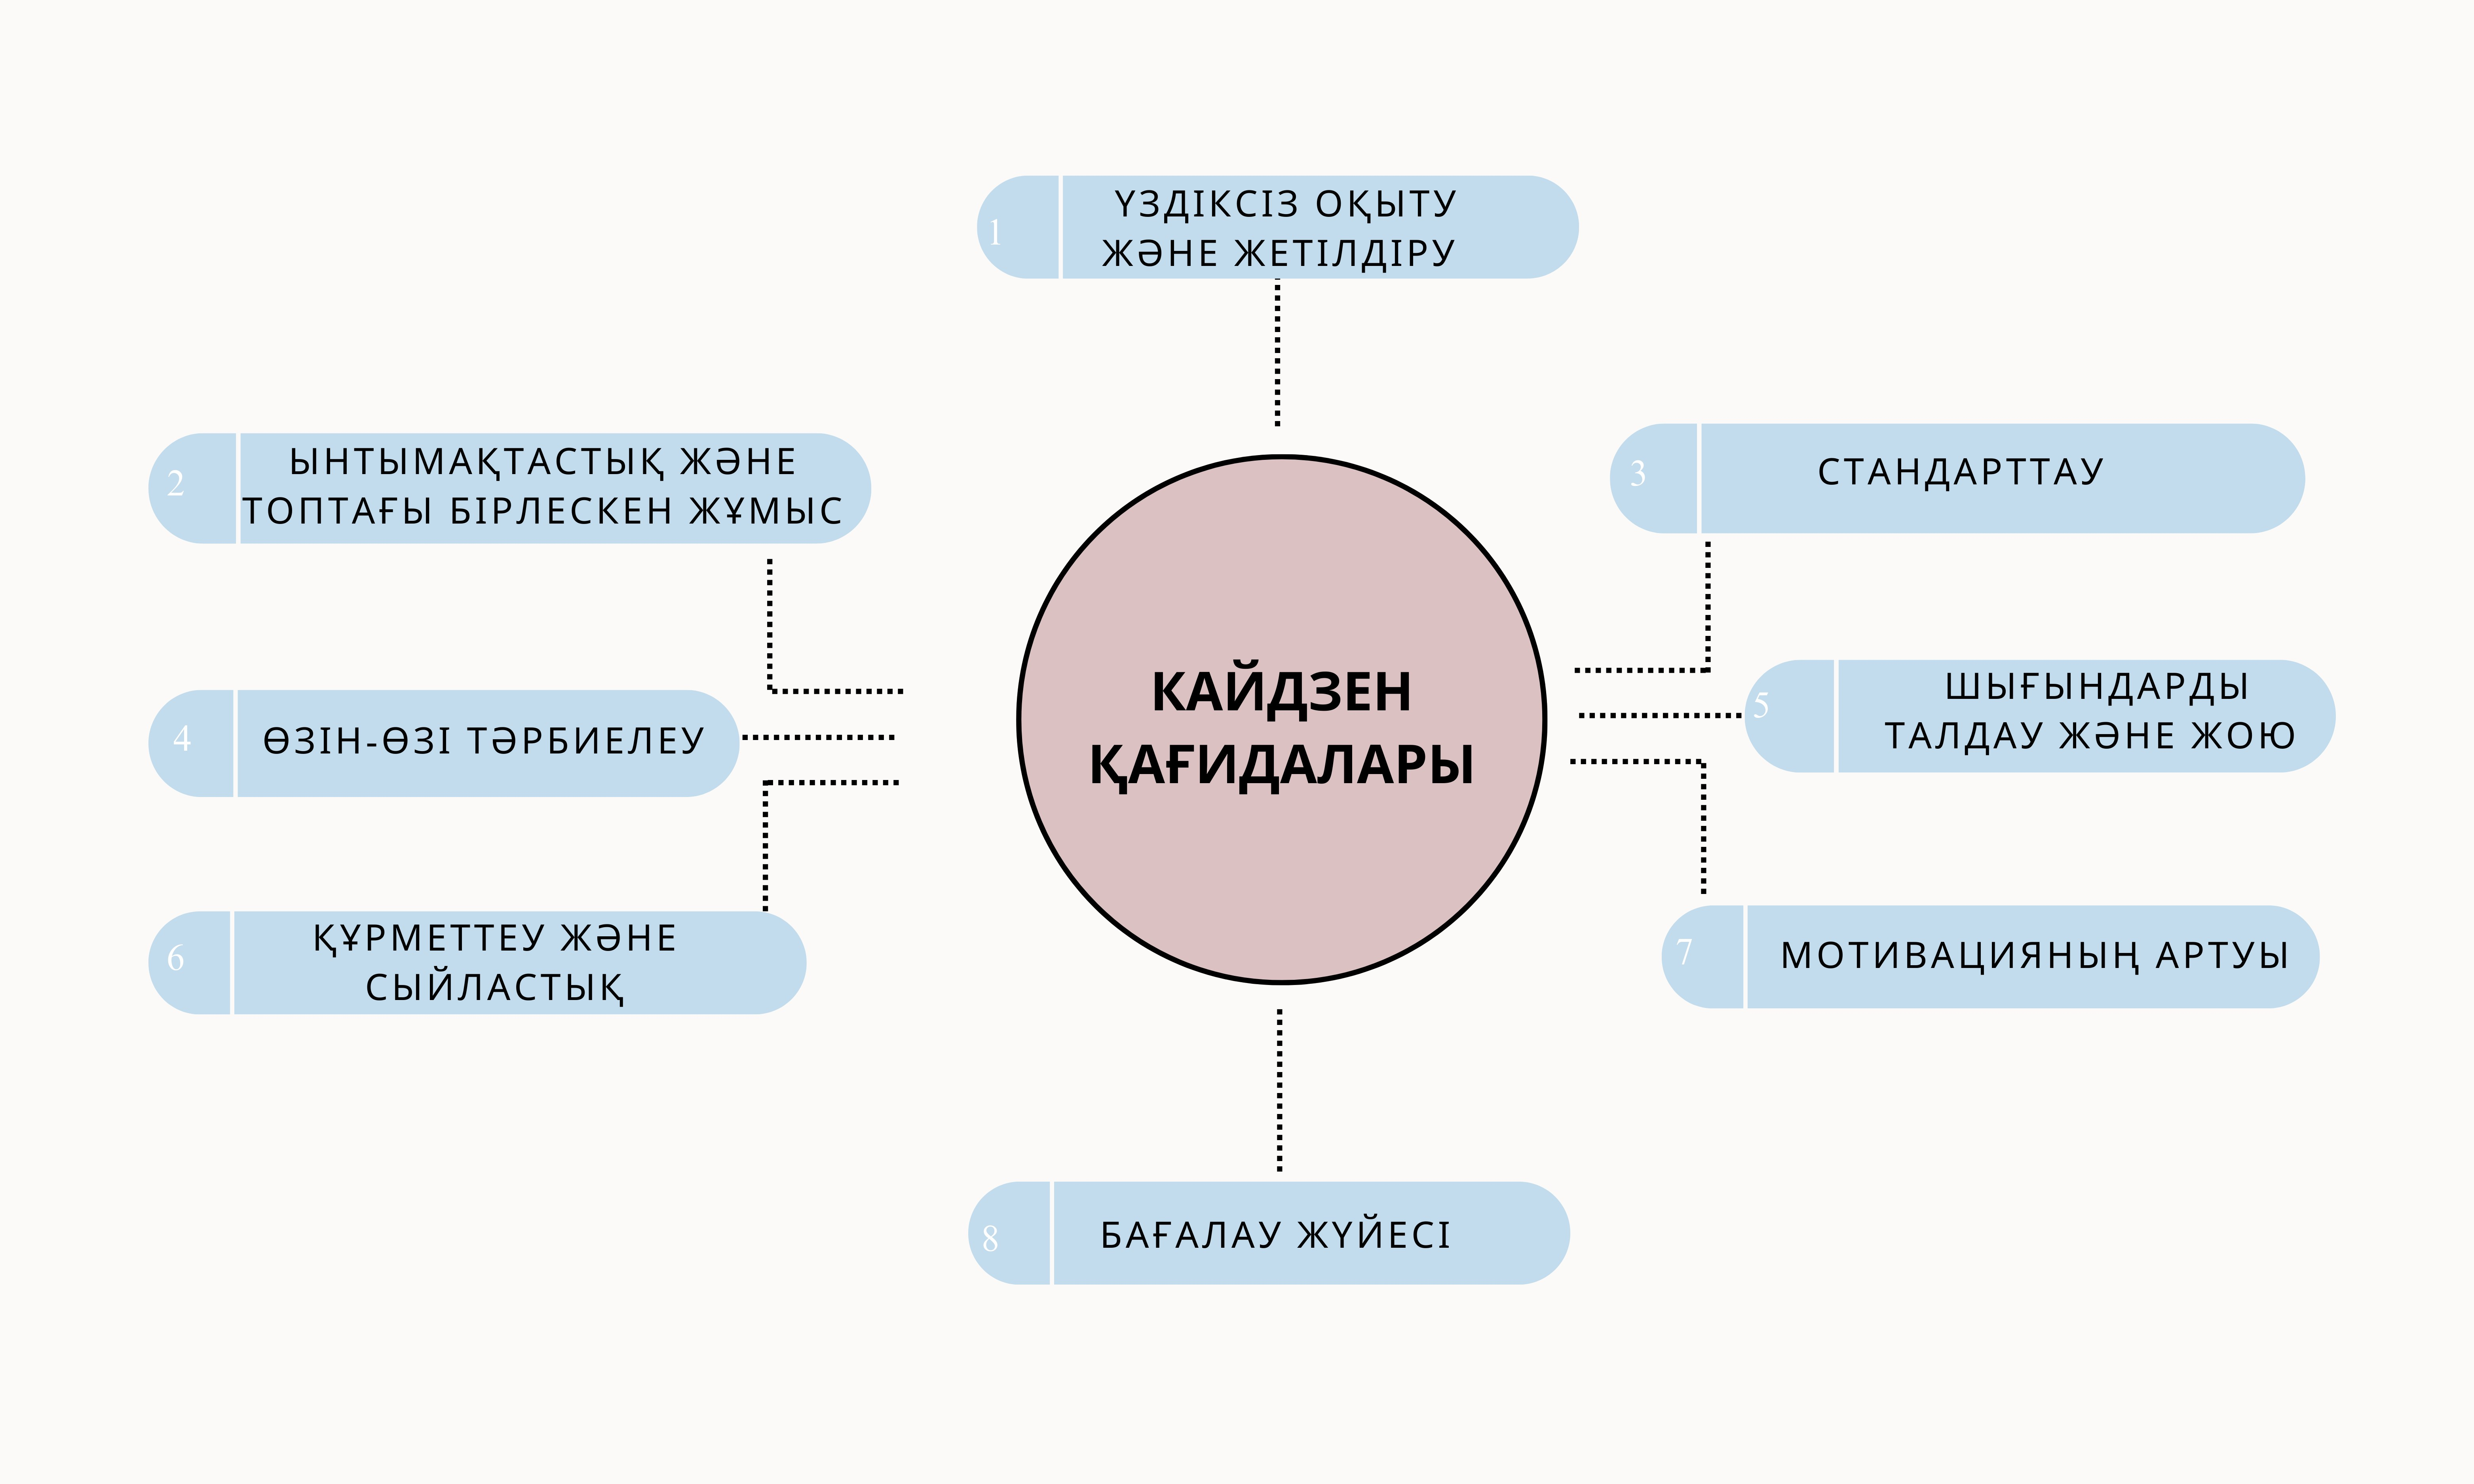 1
ҮЗДІКСІЗ ОҚЫТУ
ЖӘНЕ ЖЕТІЛДІРУ
2
ЫНТЫМАҚТАСТЫҚ ЖӘНЕ
ТОПТАҒЫ БІРЛЕСКЕН ЖҰМЫС
3
СТАНДАРТТАУ
КАЙДЗЕН
ҚАҒИДАЛАРЫ
4
ӨЗІН-ӨЗІ ТӘРБИЕЛЕУ
5
ШЫҒЫНДАРДЫ
ТАЛДАУ ЖӘНЕ ЖОЮ
6
ҚҰРМЕТТЕУ ЖӘНЕ
СЫЙЛАСТЫҚ
7
МОТИВАЦИЯНЫҢ АРТУЫ
8
БАҒАЛАУ ЖҮЙЕСІ